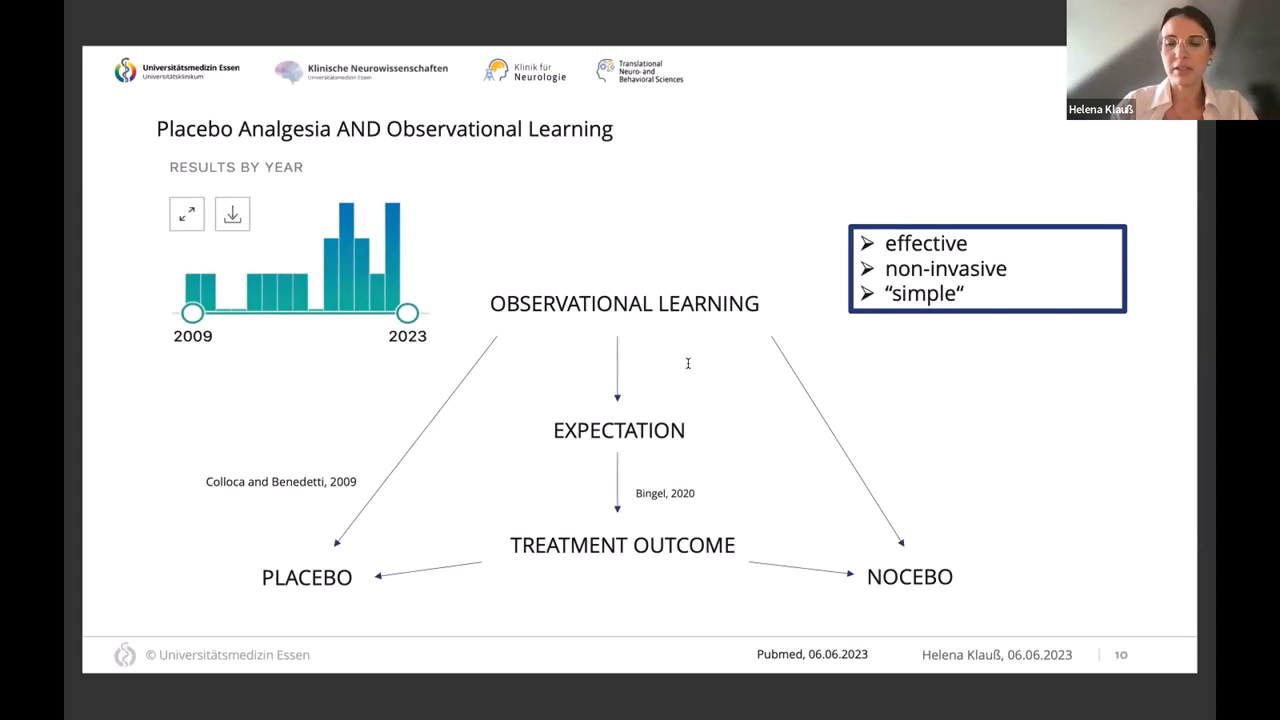 Universitätsmedizin Essen
Universitätsklinikum
Klinische Neurowissenschaften
Universitätsmedizin Essen
Klinik für
Neurologie
Translational
Neuro- and
Behavioral Sciences
Helena Klauß
Placebo Analgesia AND Observational Learning
RESULTS BY YEAR
2009
2023
➢ effective
➢ non-invasive
➢ “simple“
OBSERVATIONAL LEARNING
EXPECTATION
Colloca and Benedetti, 2009
Bingel, 2020
TREATMENT OUTCOME
PLACEBO
NOCEBO
© Universitätsmedizin Essen
Pubmed, 06.06.2023
Helena Klauß, 06.06.2023
10